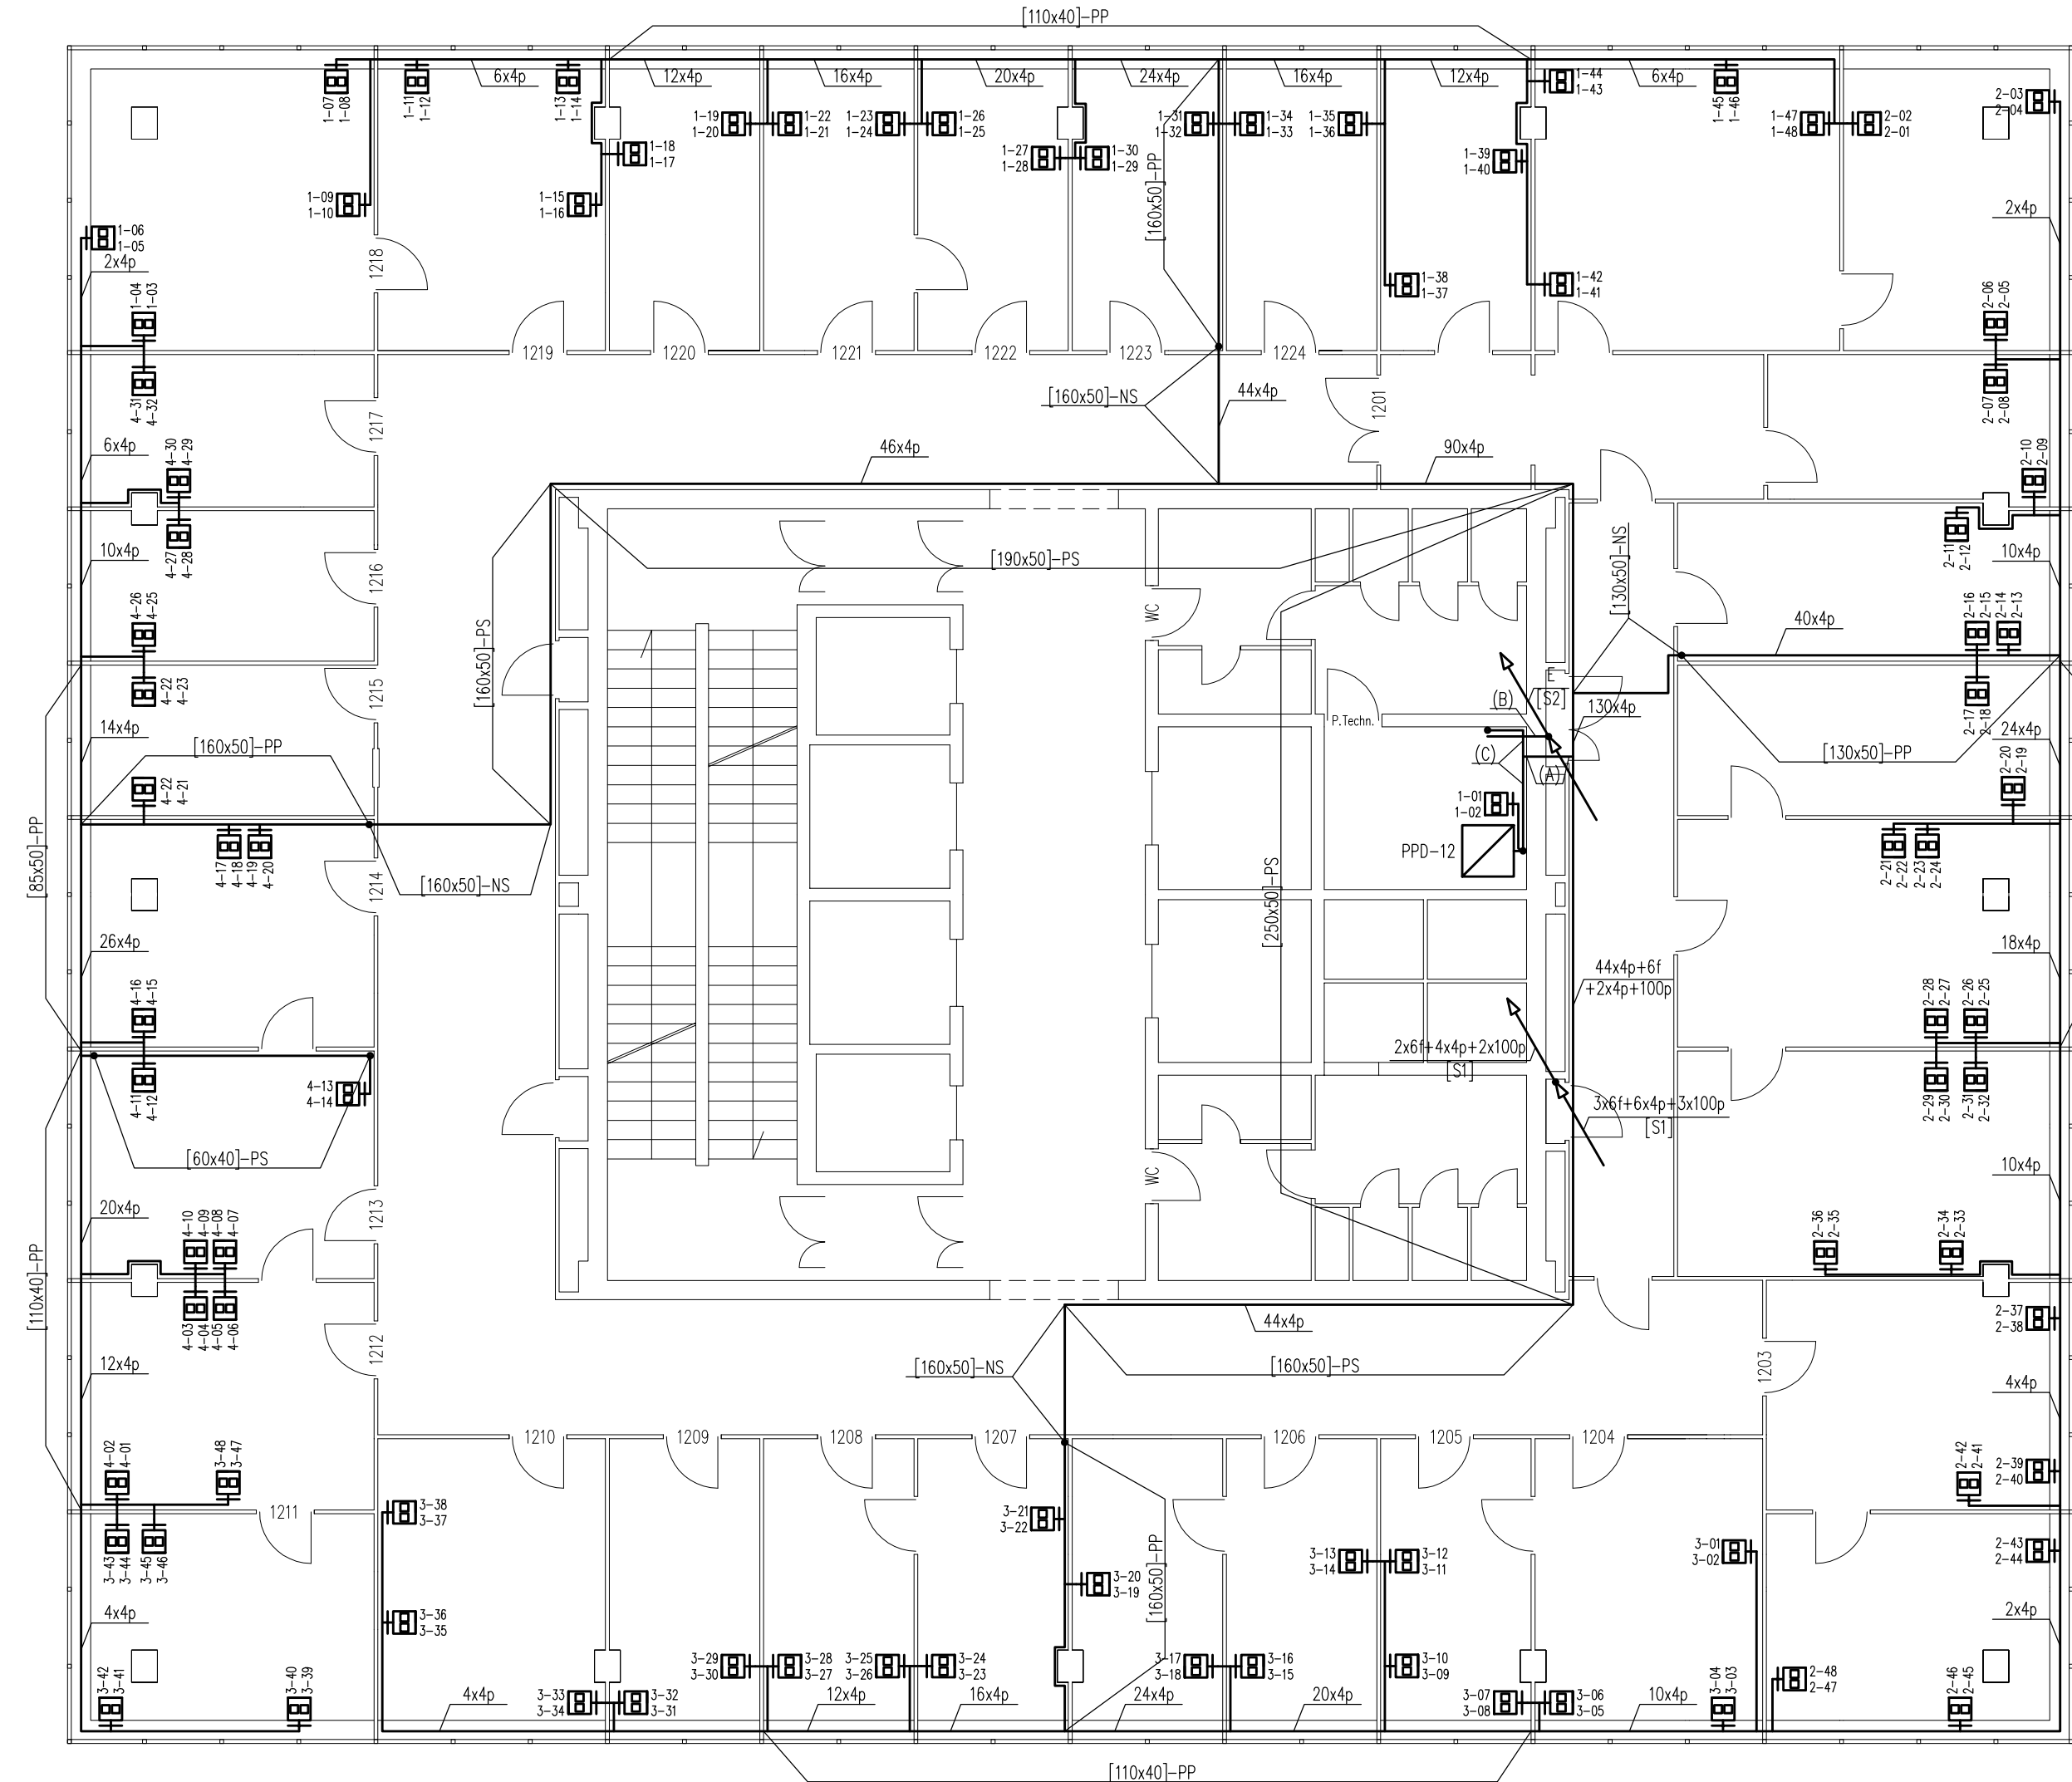 [110x40]-PP
1-07
1-08
1-11
1-12
6x4p
1-13
1-14
12x4p
16x4p
20x4p
24x4p
16x4p
12x4p
1-44
1-43
6x4p
1-45
1-46
2-03
2-04
1-19
1-20
1-22
1-21
1-23
1-24
1-26
1-25
1-31
1-32
1-34
1-33
1-35
1-36
1-47
1-48
2-02
2-01
1-18
1-17
1-27
1-28
1-30
1-29
1-39
1-40
1-09
1-10
1-15
1-16
[160x50]-PP
2x4p
1-06
1-05
2x4p
1218
1-04
1-03
1-38
1-37
1-42
1-41
2-06
2-05
1219
1220
1221
1222
1223
1224
4-31
4-32
[160x50]-NS
44x4p
1201
2-07
2-08
1217
6x4p
4-30
4-29
46x4p
90x4p
2-10
2-09
4-27
4-28
10x4p
1216
[190x50]-PS
[130x50]-NS
2-11
2-12
10x4p
4-26
4-25
WC
2-16
2-15
2-14
2-13
40x4p
[160x50]-PS
4-22
4-23
1215
E
[S2]
(B)
130x4p
P.Techn.
2-17
2-18
14x4p
[160x50]-PP
24x4p
[130x50]-PP
(C)
(A)
4-22
4-21
2-20
2-19
1-01
1-02
PPD-12
[85x50]-PP
4-17
4-18
4-19
4-20
1214
[160x50]-NS
2-21
2-22
2-23
2-24
[250x50]-PS
26x4p
18x4p
44x4p+6f
+2x4p+100p
4-16
4-15
2-28
2-27
2-26
2-25
2x6f+4x4p+2x100p
[S1]
4-11
4-12
4-13
4-14
2-29
2-30
2-31
2-32
3x6f+6x4p+3x100p
[S1]
[60x40]-PS
WC
10x4p
20x4p
1213
4-10
4-09
4-08
4-07
2-36
2-35
2-34
2-33
[110x40]-PP
4-03
4-04
4-05
4-06
1212
44x4p
2-37
2-38
12x4p
[160x50]-NS
[160x50]-PS
1203
4x4p
1210
1209
1208
1207
1206
1205
1204
4-02
4-01
3-48
3-47
2-42
2-41
2-39
2-40
1211
3-38
3-37
3-21
3-22
3-43
3-44
3-45
3-46
3-13
3-14
3-12
3-11
3-01
3-02
2-43
2-44
3-20
3-19
[160x50]-PP
4x4p
3-36
3-35
2x4p
3-29
3-30
3-28
3-27
3-25
3-26
3-24
3-23
3-17
3-18
3-16
3-15
3-10
3-09
2-48
2-47
3-42
3-41
3-40
3-39
4x4p
3-33
3-34
3-32
3-31
12x4p
16x4p
24x4p
20x4p
3-07
3-08
3-06
3-05
10x4p
3-04
3-03
2-46
2-45
[110x40]-PP